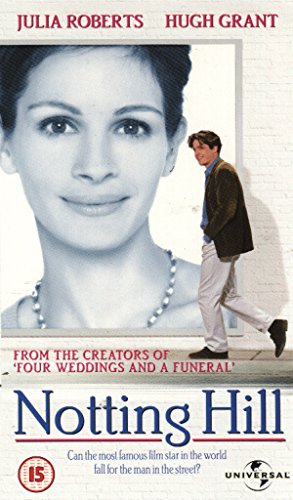 JULIA ROBERTS HUGH GRANT
FROM THE CREATORS OF
'FOUR WEDDINGS AND A FUNERAL'
Notting Hill
Can the most famous film star in the world
fall for the man in the street?
15
UNIVERSAL